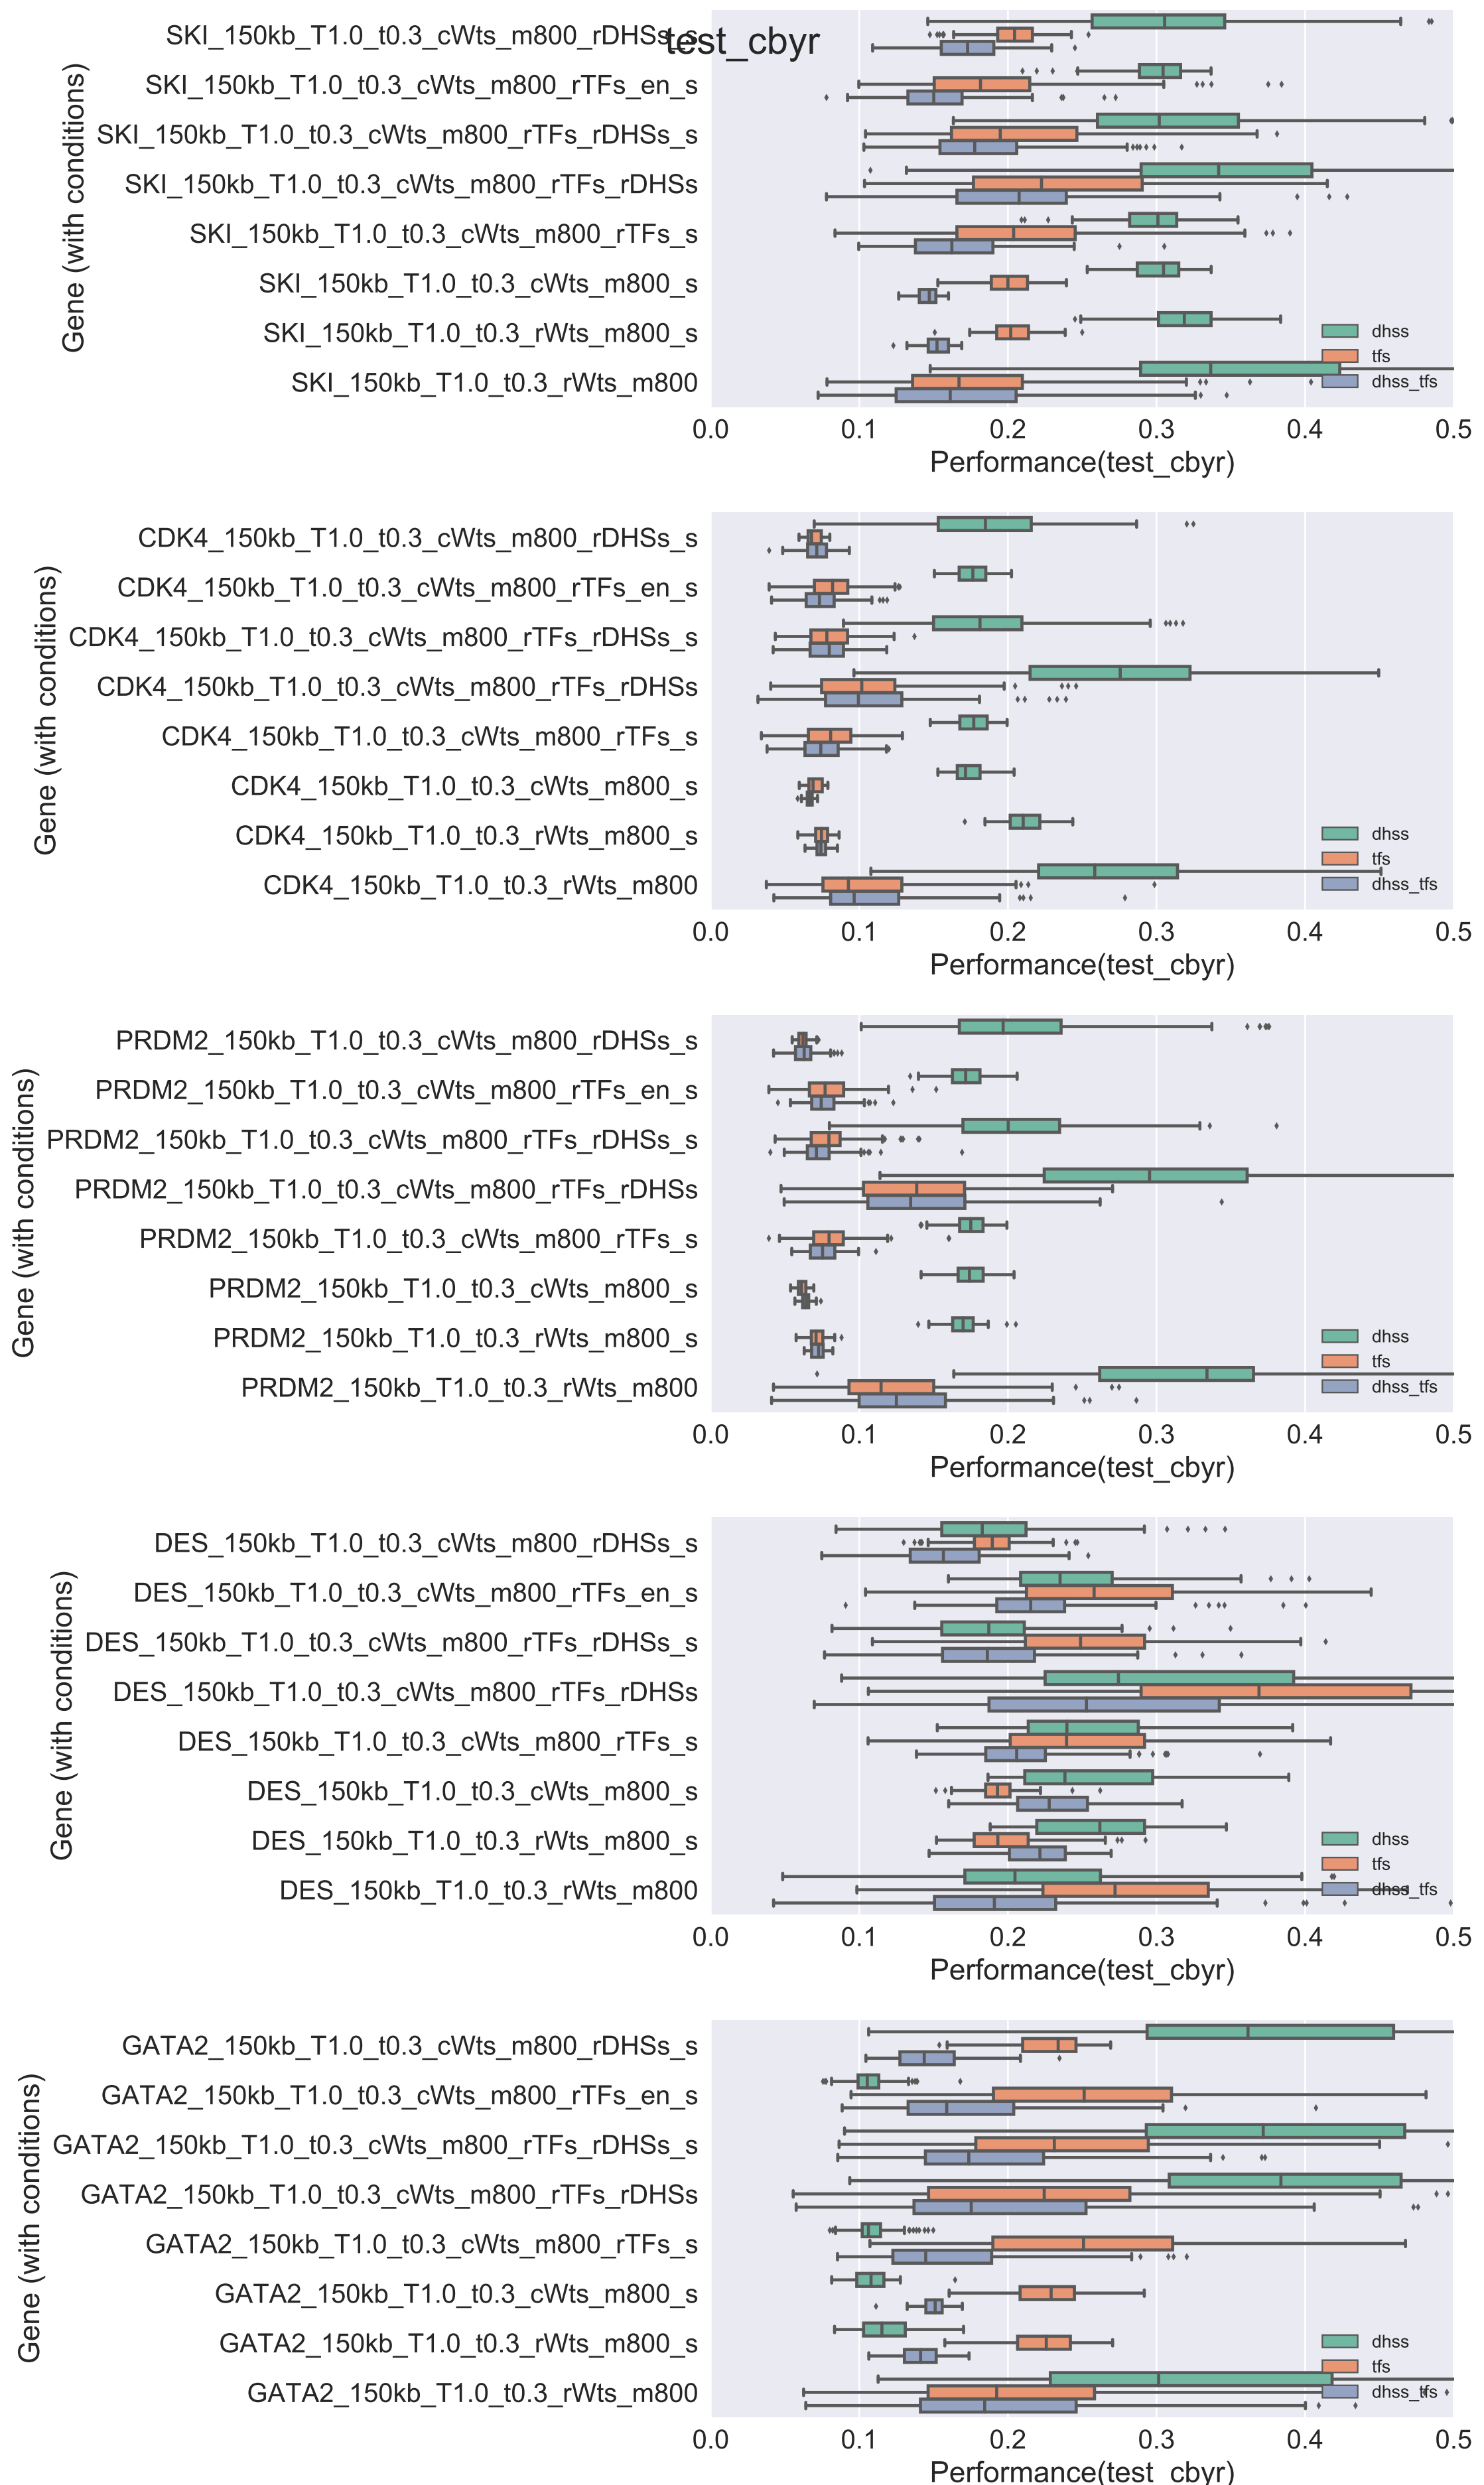 test_cbyr
Gene (with conditions)
SKI_150kb_T1.0_t0.3_cWts_m800_rDHSs_s
SKI_150kb_T1.0_t0.3_cWts_m800_rTFs_en_s
SKI_150kb_T1.0_t0.3_cWts_m800_rTFs_rDHSs_s
SKI_150kb_T1.0_t0.3_cWts_m800_rTFs_rDHSs
SKI_150kb_T1.0_t0.3_cWts_m800_rTFs_s
SKI_150kb_T1.0_t0.3_cWts_m800_s
SKI_150kb_T1.0_t0.3_rWts_m800_s
SKI_150kb_T1.0_t0.3_rWts_m800
dhss
tfs
dhss_tfs
0.0 0.1 0.2 0.3 0.4 0.5
Performance(test_cbyr)
Gene (with conditions)
CDK4_150kb_T1.0_t0.3_cWts_m800_rDHSs_s
CDK4_150kb_T1.0_t0.3_cWts_m800_rTFs_en_s
CDK4_150kb_T1.0_t0.3_cWts_m800_rTFs_rDHSs_s
CDK4_150kb_T1.0_t0.3_cWts_m800_rTFs_rDHSs
CDK4_150kb_T1.0_t0.3_cWts_m800_rTFs_s
CDK4_150kb_T1.0_t0.3_cWts_m800_s
CDK4_150kb_T1.0_t0.3_rWts_m800_s
CDK4_150kb_T1.0_t0.3_rWts_m800
dhss
tfs
dhss_tfs
0.0 0.1 0.2 0.3 0.4 0.5
Performance(test_cbyr)
Gene (with conditions)
PRDM2_150kb_T1.0_t0.3_cWts_m800_rDHSs_s
PRDM2_150kb_T1.0_t0.3_cWts_m800_rTFs_en_s
PRDM2_150kb_T1.0_t0.3_cWts_m800_rTFs_rDHSs_s
PRDM2_150kb_T1.0_t0.3_cWts_m800_rTFs_rDHSs
PRDM2_150kb_T1.0_t0.3_cWts_m800_rTFs_s
PRDM2_150kb_T1.0_t0.3_cWts_m800_s
PRDM2_150kb_T1.0_t0.3_rWts_m800_s
PRDM2_150kb_T1.0_t0.3_rWts_m800
dhss
tfs
dhss_tfs
0.0 0.1 0.2 0.3 0.4 0.5
Performance(test_cbyr)
Gene (with conditions)
DES_150kb_T1.0_t0.3_cWts_m800_rDHSs_s
DES_150kb_T1.0_t0.3_cWts_m800_rTFs_en_s
DES_150kb_T1.0_t0.3_cWts_m800_rTFs_rDHSs_s
DES_150kb_T1.0_t0.3_cWts_m800_rTFs_rDHSs
DES_150kb_T1.0_t0.3_cWts_m800_rTFs_s
DES_150kb_T1.0_t0.3_cWts_m800_s
DES_150kb_T1.0_t0.3_rWts_m800_s
DES_150kb_T1.0_t0.3_rWts_m800
dhss
tfs
dhss_tfs
0.0 0.1 0.2 0.3 0.4 0.5
Performance(test_cbyr)
Gene (with conditions)
GATA2_150kb_T1.0_t0.3_cWts_m800_rDHSs_s
GATA2_150kb_T1.0_t0.3_cWts_m800_rTFs_en_s
GATA2_150kb_T1.0_t0.3_cWts_m800_rTFs_rDHSs_s
GATA2_150kb_T1.0_t0.3_cWts_m800_rTFs_rDHSs
GATA2_150kb_T1.0_t0.3_cWts_m800_rTFs_s
GATA2_150kb_T1.0_t0.3_cWts_m800_s
GATA2_150kb_T1.0_t0.3_rWts_m800_s
GATA2_150kb_T1.0_t0.3_rWts_m800
dhss
tfs
dhss_tfs
0.0 0.1 0.2 0.3 0.4 0.5
Performance(test_cbyr)